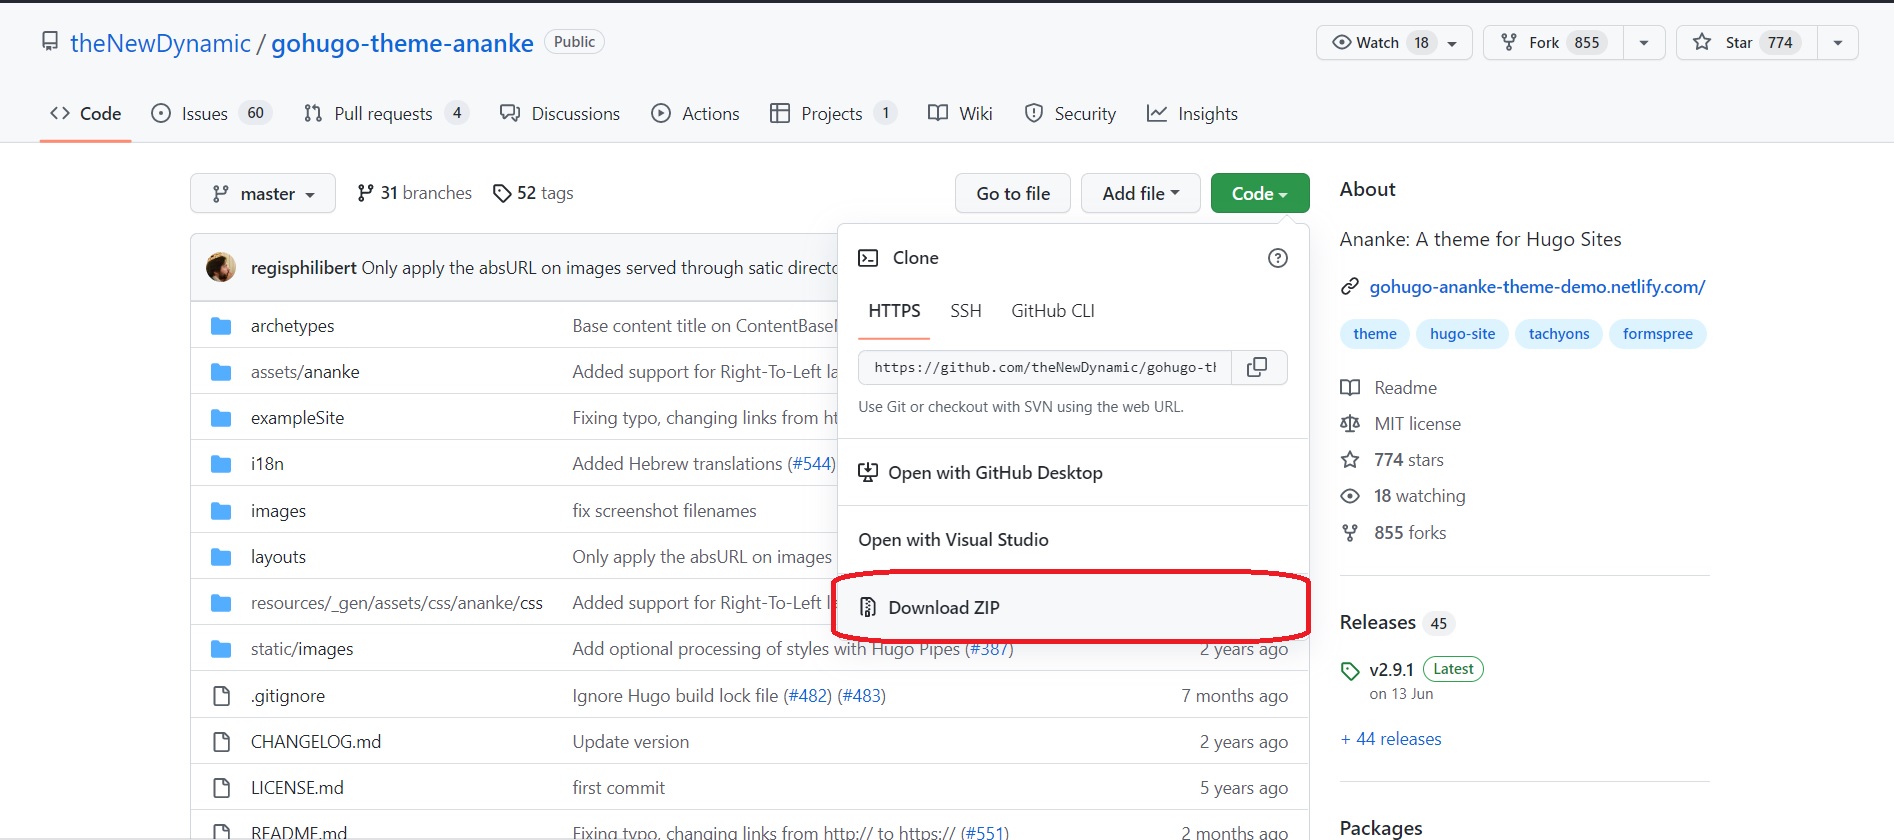 theNewDynamic / gohugo-theme-ananke Public
Watch 18 Fork 855 Star 774
Code Issues 60 Pull requests 4 Discussions Actions Projects 1 Wiki Security Insights
master 31 branches 52 tags Go to file Add file Code
regisphilibert Only apply the absURL on images served through satic directo
archetypes Base content title on ContentBase
assets/ananke Added support for Right-To-Left la
exampleSite Fixing typo, changing links from ht
i18n Added Hebrew translations (#544)
images fix screenshot filenames
layouts Only apply the absURL on images
resources/_gen/assets/css/ananke/css Added support for Right-To-Left
static/images Add optional processing of styles with Hugo Pipes (#387) 2 years ago
.gitignore Ignore Hugo build lock file (#482) (#483) 7 months ago
CHANGELOG.md Update version 2 years ago
LICENSE.md first commit 5 years ago
README.md Fixing typo, changing links from http:// to https:// (#551) 2 months ago
Clone
HTTPS SSH GitHub CLI
https://github.com/theNewDynamic/gohugo-th
Use Git or checkout with SVN using the web URL.
Open with GitHub Desktop
Open with Visual Studio
Download ZIP
About
Ananke: A theme for Hugo Sites
gohugo-ananke-theme-demo.netlify.com/
theme hugo-site tachyons formspree
Readme
MIT license
774 stars
18 watching
855 forks
Releases 45
v2.9.1 Latest
on 13 Jun
+ 44 releases
Packages